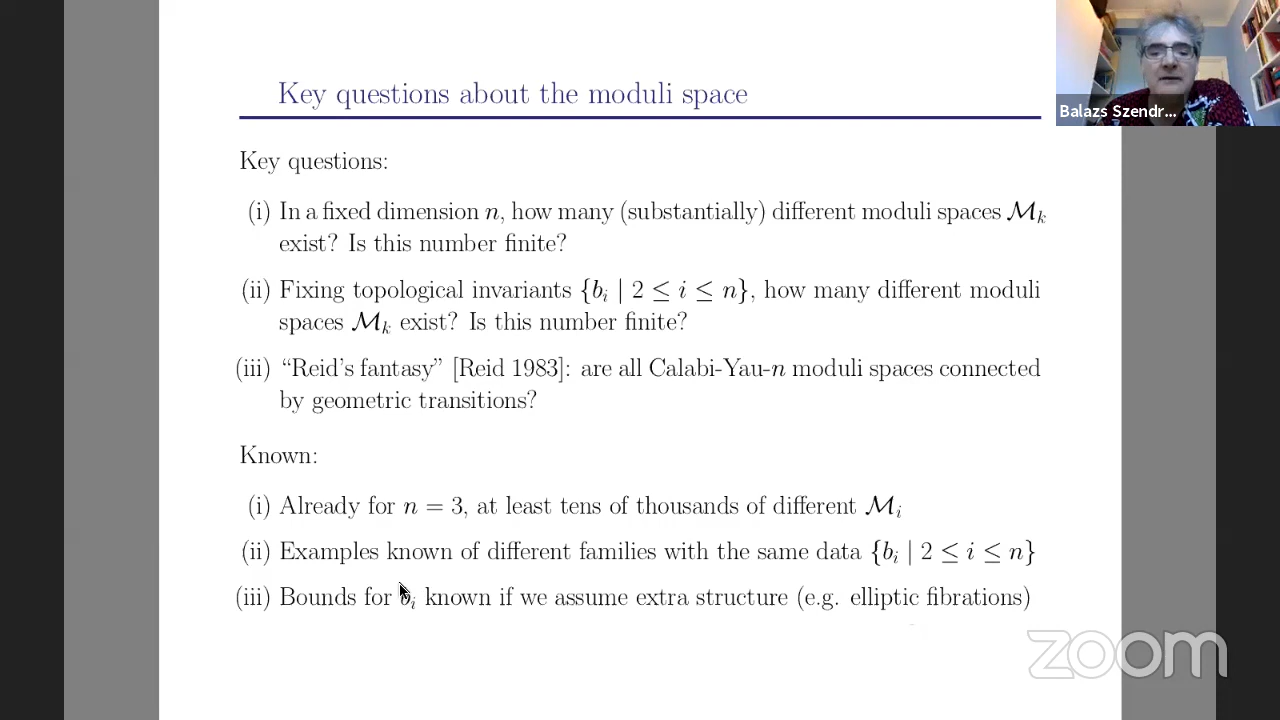 Key questions about the moduli space
Balazs Szendr...
Key questions:
(i) In a fixed dimension n, how many (substantially) different moduli spaces ℳₖ
exist? Is this number finite?
(ii) Fixing topological invariants {bᵢ | 2 ≤ i ≤ n}, how many different moduli
spaces ℳₖ exist? Is this number finite?
(iii) “Reid’s fantasy” [Reid 1983]: are all Calabi-Yau-n moduli spaces connected
by geometric transitions?
Known:
(i) Already for n = 3, at least tens of thousands of different ℳᵢ
(ii) Examples known of different families with the same data {bᵢ | 2 ≤ i ≤ n}
(iii) Bounds for bᵢ known if we assume extra structure (e.g. elliptic fibrations)
zoom